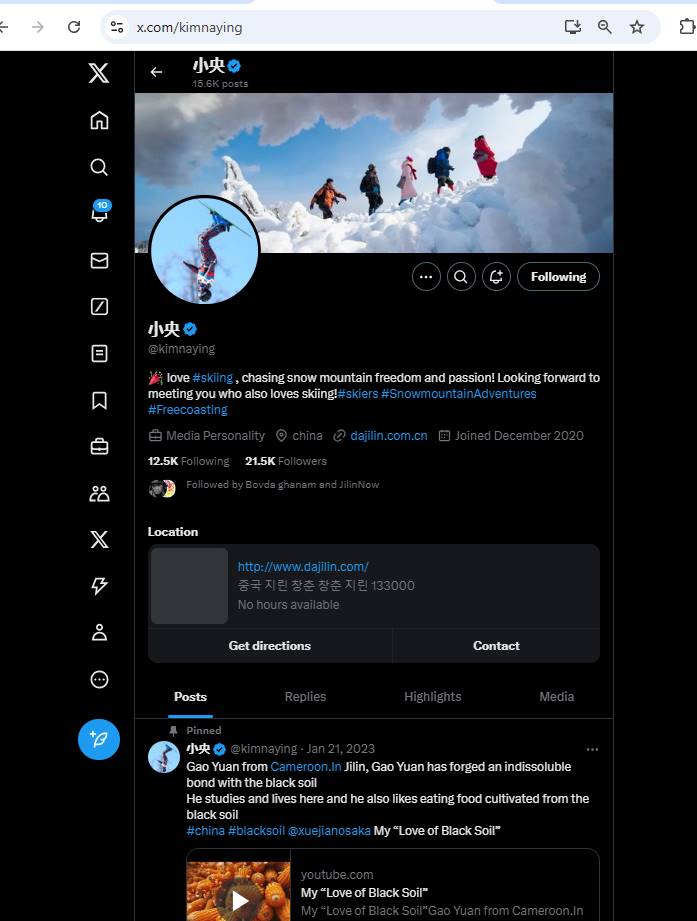 x.com/kimnaying
小央
15.6K posts
10
Following
小央
@kimnaying
love #skiing , chasing snow mountain freedom and passion! Looking forward to
meeting you who also loves skiing!#skiers #SnowmountainAdventures
#Freecoasting
Media Personality china dajilin.com.cn Joined December 2020
12.5K Following 21.5K Followers
Followed by Bovda ghanam and JilinNow
Location
http://www.dajilin.com/
중국 지린 창춘 창춘 지린 133000
No hours available
Get directions Contact
Posts Replies Highlights Media
Pinned
小央 @kimnaying · Jan 21, 2023
Gao Yuan from Cameroon.In Jilin, Gao Yuan has forged an indissoluble
bond with the black soil
He studies and lives here and he also likes eating food cultivated from the
black soil
#china #blacksoil @xuejianosaka My “Love of Black Soil”
youtube.com
My “Love of Black Soil”
My “Love of Black Soil”Gao Yuan from Cameroon.In